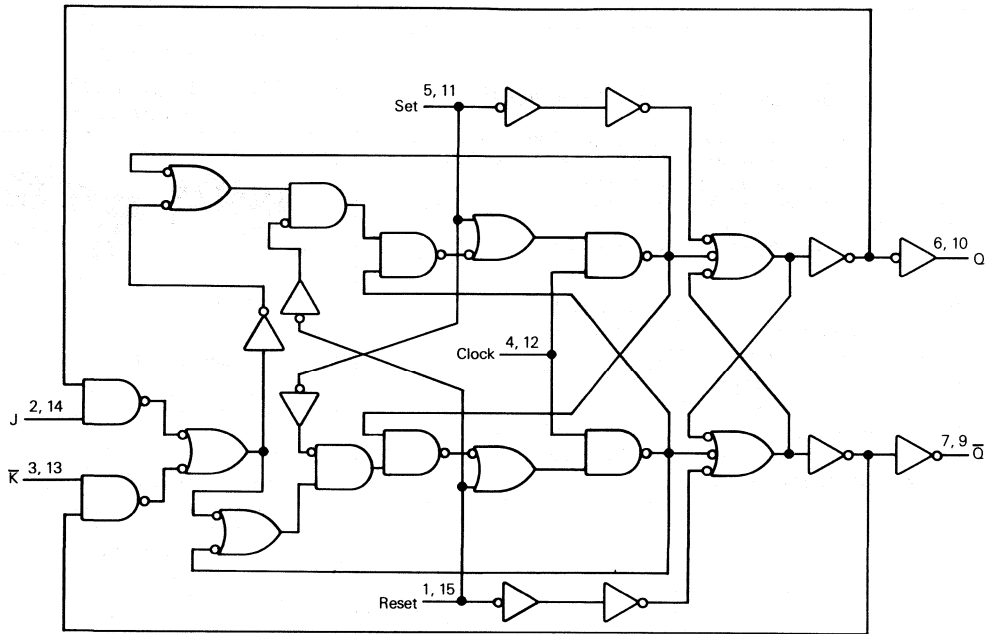 5, 11
Set
6, 10
Q
4, 12
Clock
2, 14
J
3, 13
K̅
7, 9
Q̅
1, 15
Reset